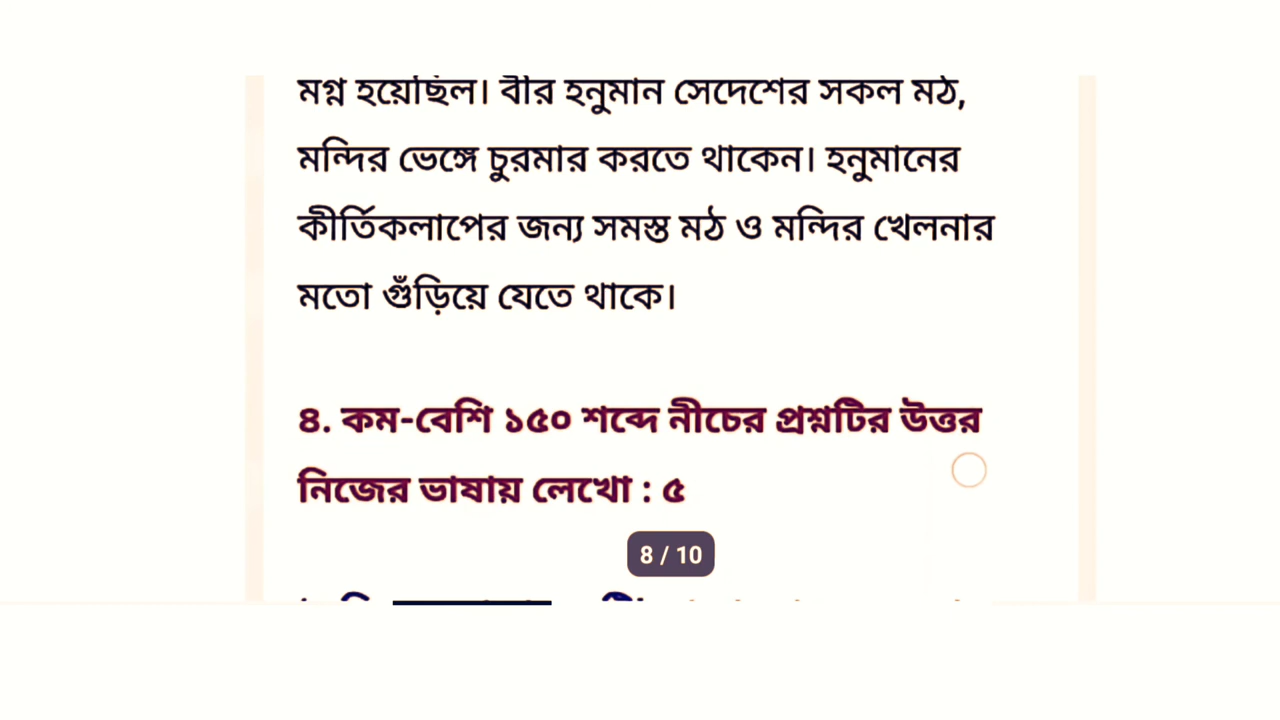 মগ্ন হয়েছিল। বীর হনুমান সেদেশের সকল মঠ,
মন্দির ভেঙ্গে চুরমার করতে থাকেন। হনুমানের
কীর্তিকলাপের জন্য সমস্ত মঠ ও মন্দির খেলনার
মতো গুঁড়িয়ে যেতে থাকে।
৪. কম-বেশি ১৫০ শব্দে নীচের প্রশ্নটির উত্তর
নিজের ভাষায় লেখো : ৫
8 / 10